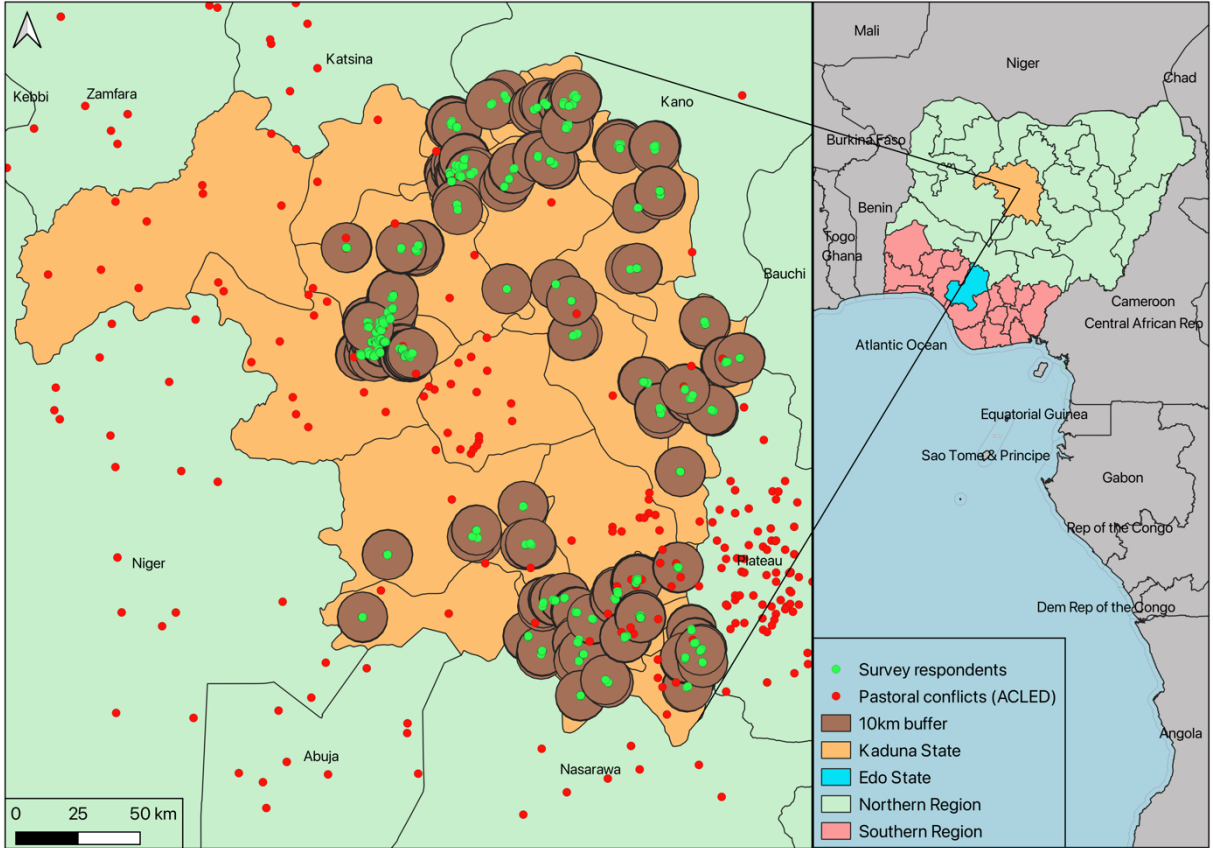 Katsina
Kebbi
Zamfara
Kano
Bauchi
Niger
Plateau
Abuja
Nasarawa
0 25 50 km
Mali
Niger
Chad
Burkina Faso
Benin
Togo
Ghana
Cameroon
Central African Rep
Atlantic Ocean
Equatorial Guinea
Sao Tome & Principe
Gabon
Rep of the Congo
Dem Rep of the Congo
Angola
Survey respondents
Pastoral conflicts (ACLED)
10km buffer
Kaduna State
Edo State
Northern Region
Southern Region